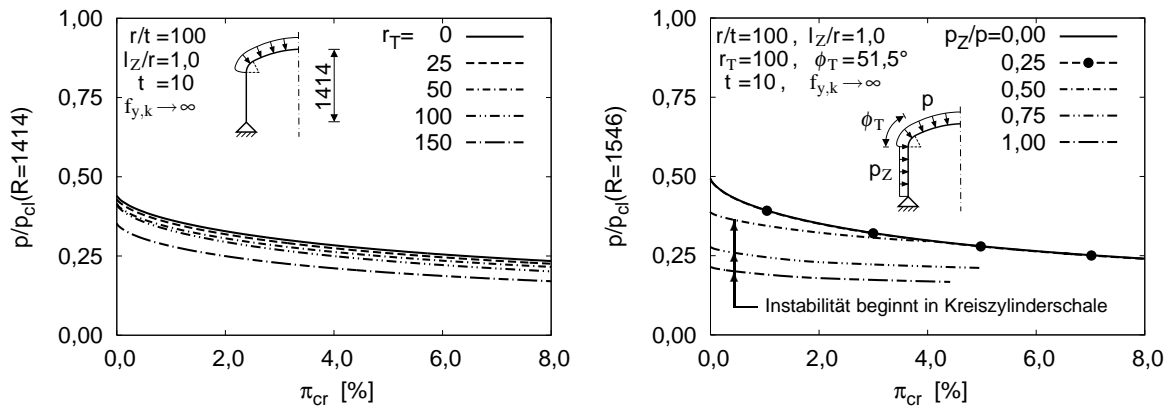 p/p_cl(R=1414)
1,00
0,75
0,50
0,25
0,00
0,0
2,0
4,0
6,0
8,0
π_cr [%]
r/t=100
l_Z/r=1,0
t=10
f_y,k→∞
1414
r_T= 0
25
50
100
150
p/p_cl(R=1546)
1,00
0,75
0,50
0,25
0,00
0,0
2,0
4,0
6,0
8,0
π_cr [%]
r/t=100 , l_Z/r=1,0
r_T=100 , ϕ_T=51,5°
t=10 , f_y,k→∞
p_Z/p=0,00
0,25
0,50
0,75
1,00
p
ϕ_T
p_Z
Instabilität beginnt in Kreiszylinderschale